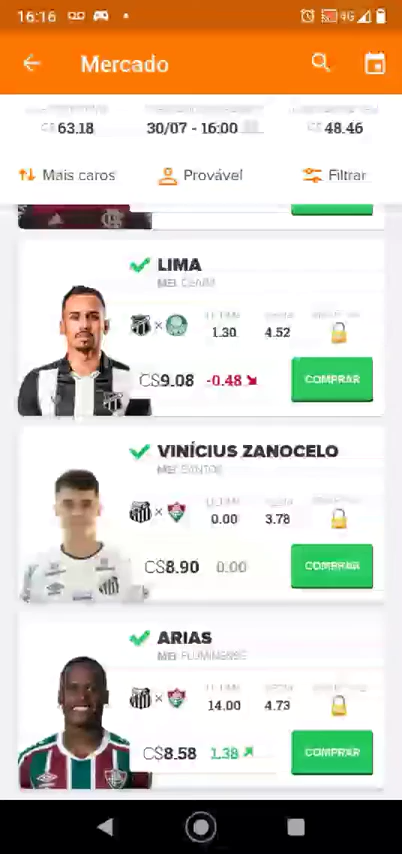 16:16
4G
Mercado
C$ 63.18
30/07 - 16:00
C$ 48.46
Mais caros
Provável
Filtrar
LIMA
MEI CEARÁ
1.30
4.52
C$9.08
-0.48
COMPRAR
VINÍCIUS ZANOCELO
MEI SANTOS
0.00
3.78
C$8.90
0.00
COMPRAR
ARIAS
MEI FLUMINENSE
14.00
4.73
C$8.58
1.38
COMPRAR